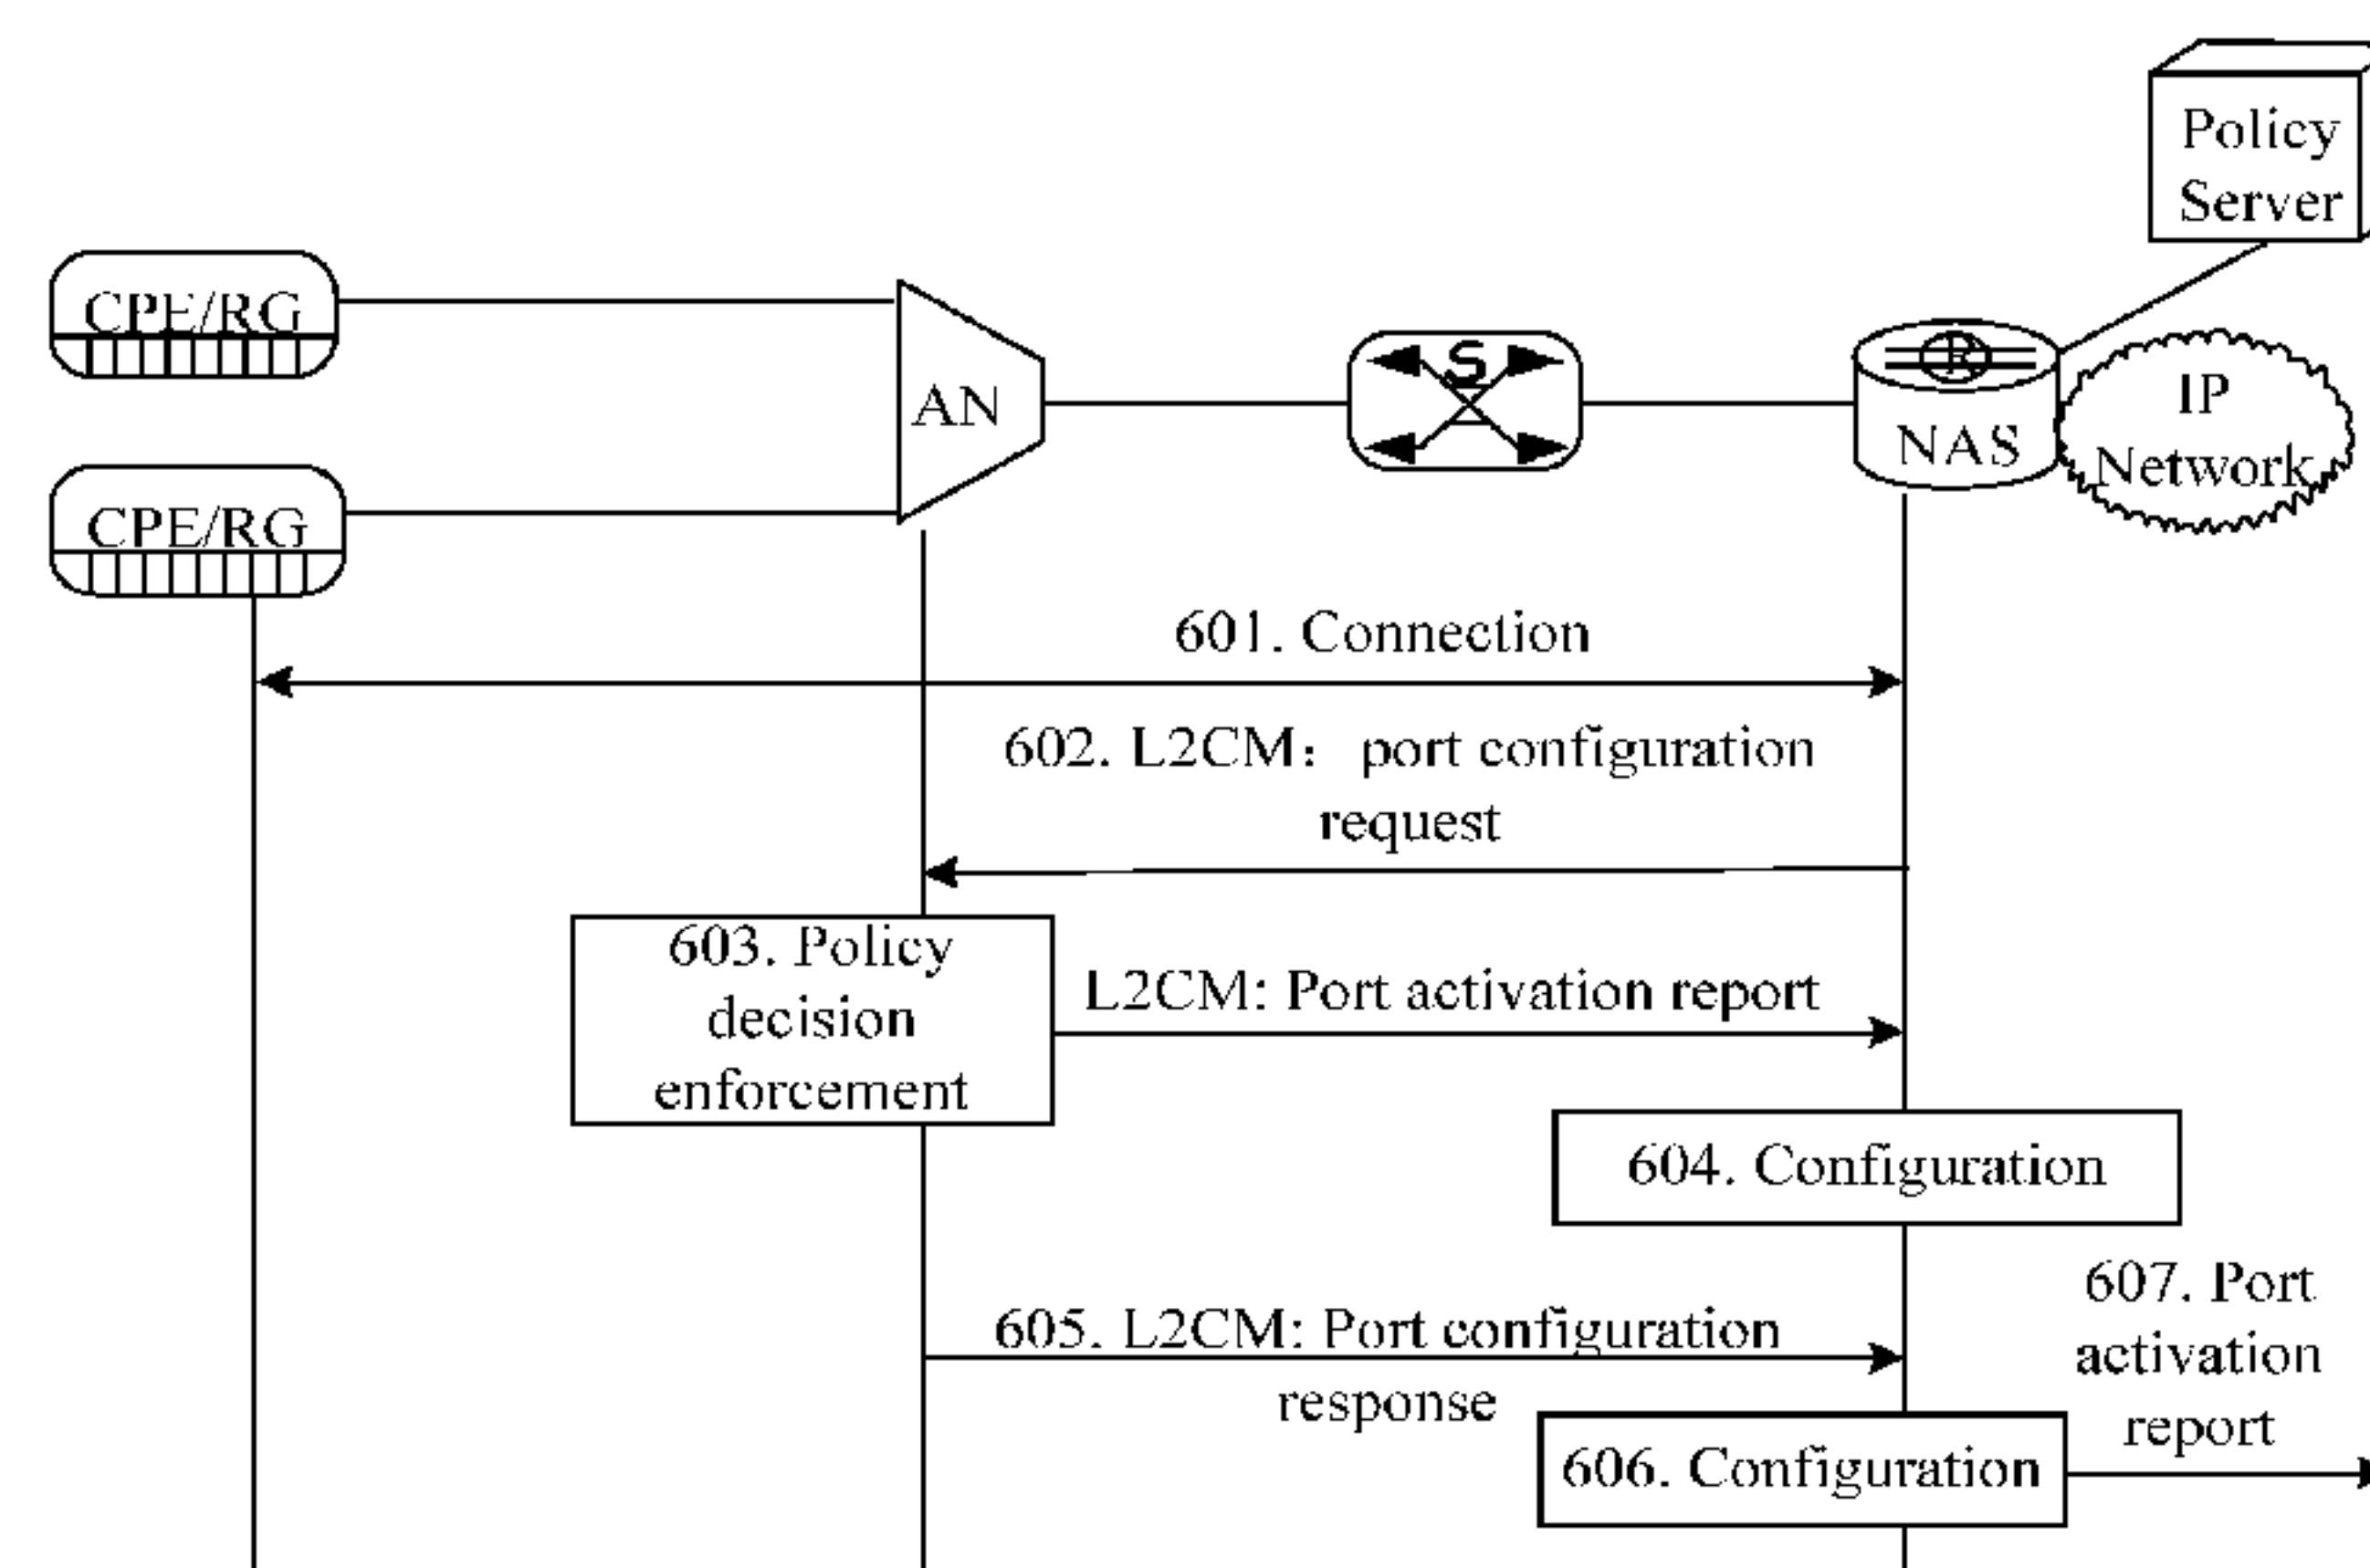 Policy
Server
CPE/RG
S
R
AN
IP
NAS
Network
CPE/RG
601. Connection
602. L2CM: port configuration
request
603. Policy
decision
enforcement
L2CM: Port activation report
604. Configuration
607. Port
activation
report
605. L2CM: Port configuration
response
606. Configuration